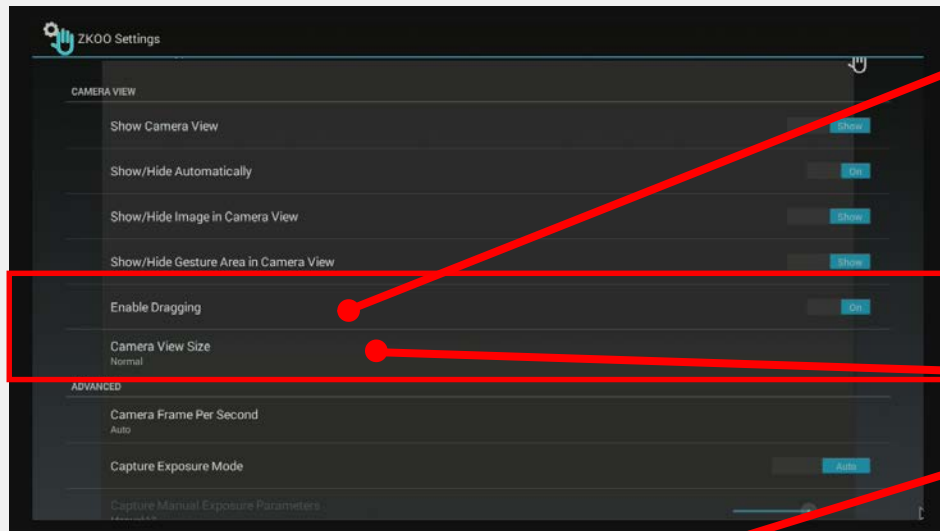 ZKOO Settings
CAMERA VIEW
Show Camera View
Show
Show/Hide Automatically
On
Show/Hide Image in Camera View
Show
Show/Hide Gesture Area in Camera View
Show
Enable Dragging
On
Camera View Size
Normal
ADVANCED
Camera Frame Per Second
Auto
Capture Exposure Mode
Auto
Capture Manual Exposure Parameters